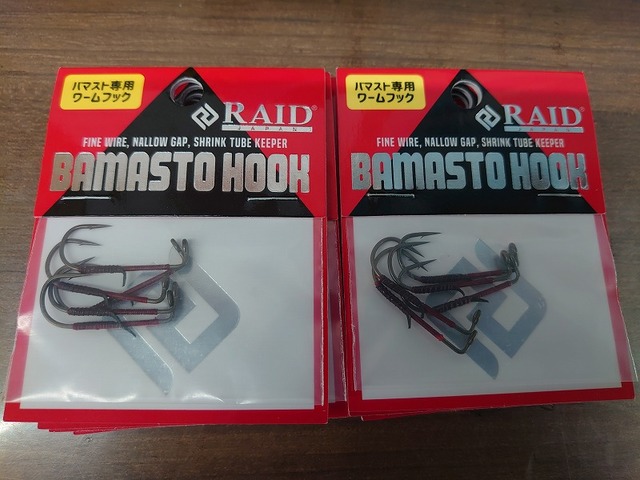 バマスト専用
ワームフック
RAID®
JAPAN
FINE WIRE, NALLOW GAP, SHRINK TUBE KEEPER
BAMASTO HOOK
バマスト専用
ワームフック
RAID®
JAPAN
FINE WIRE, NALLOW GAP, SHRINK TUBE KEEPER
BAMASTO HOOK